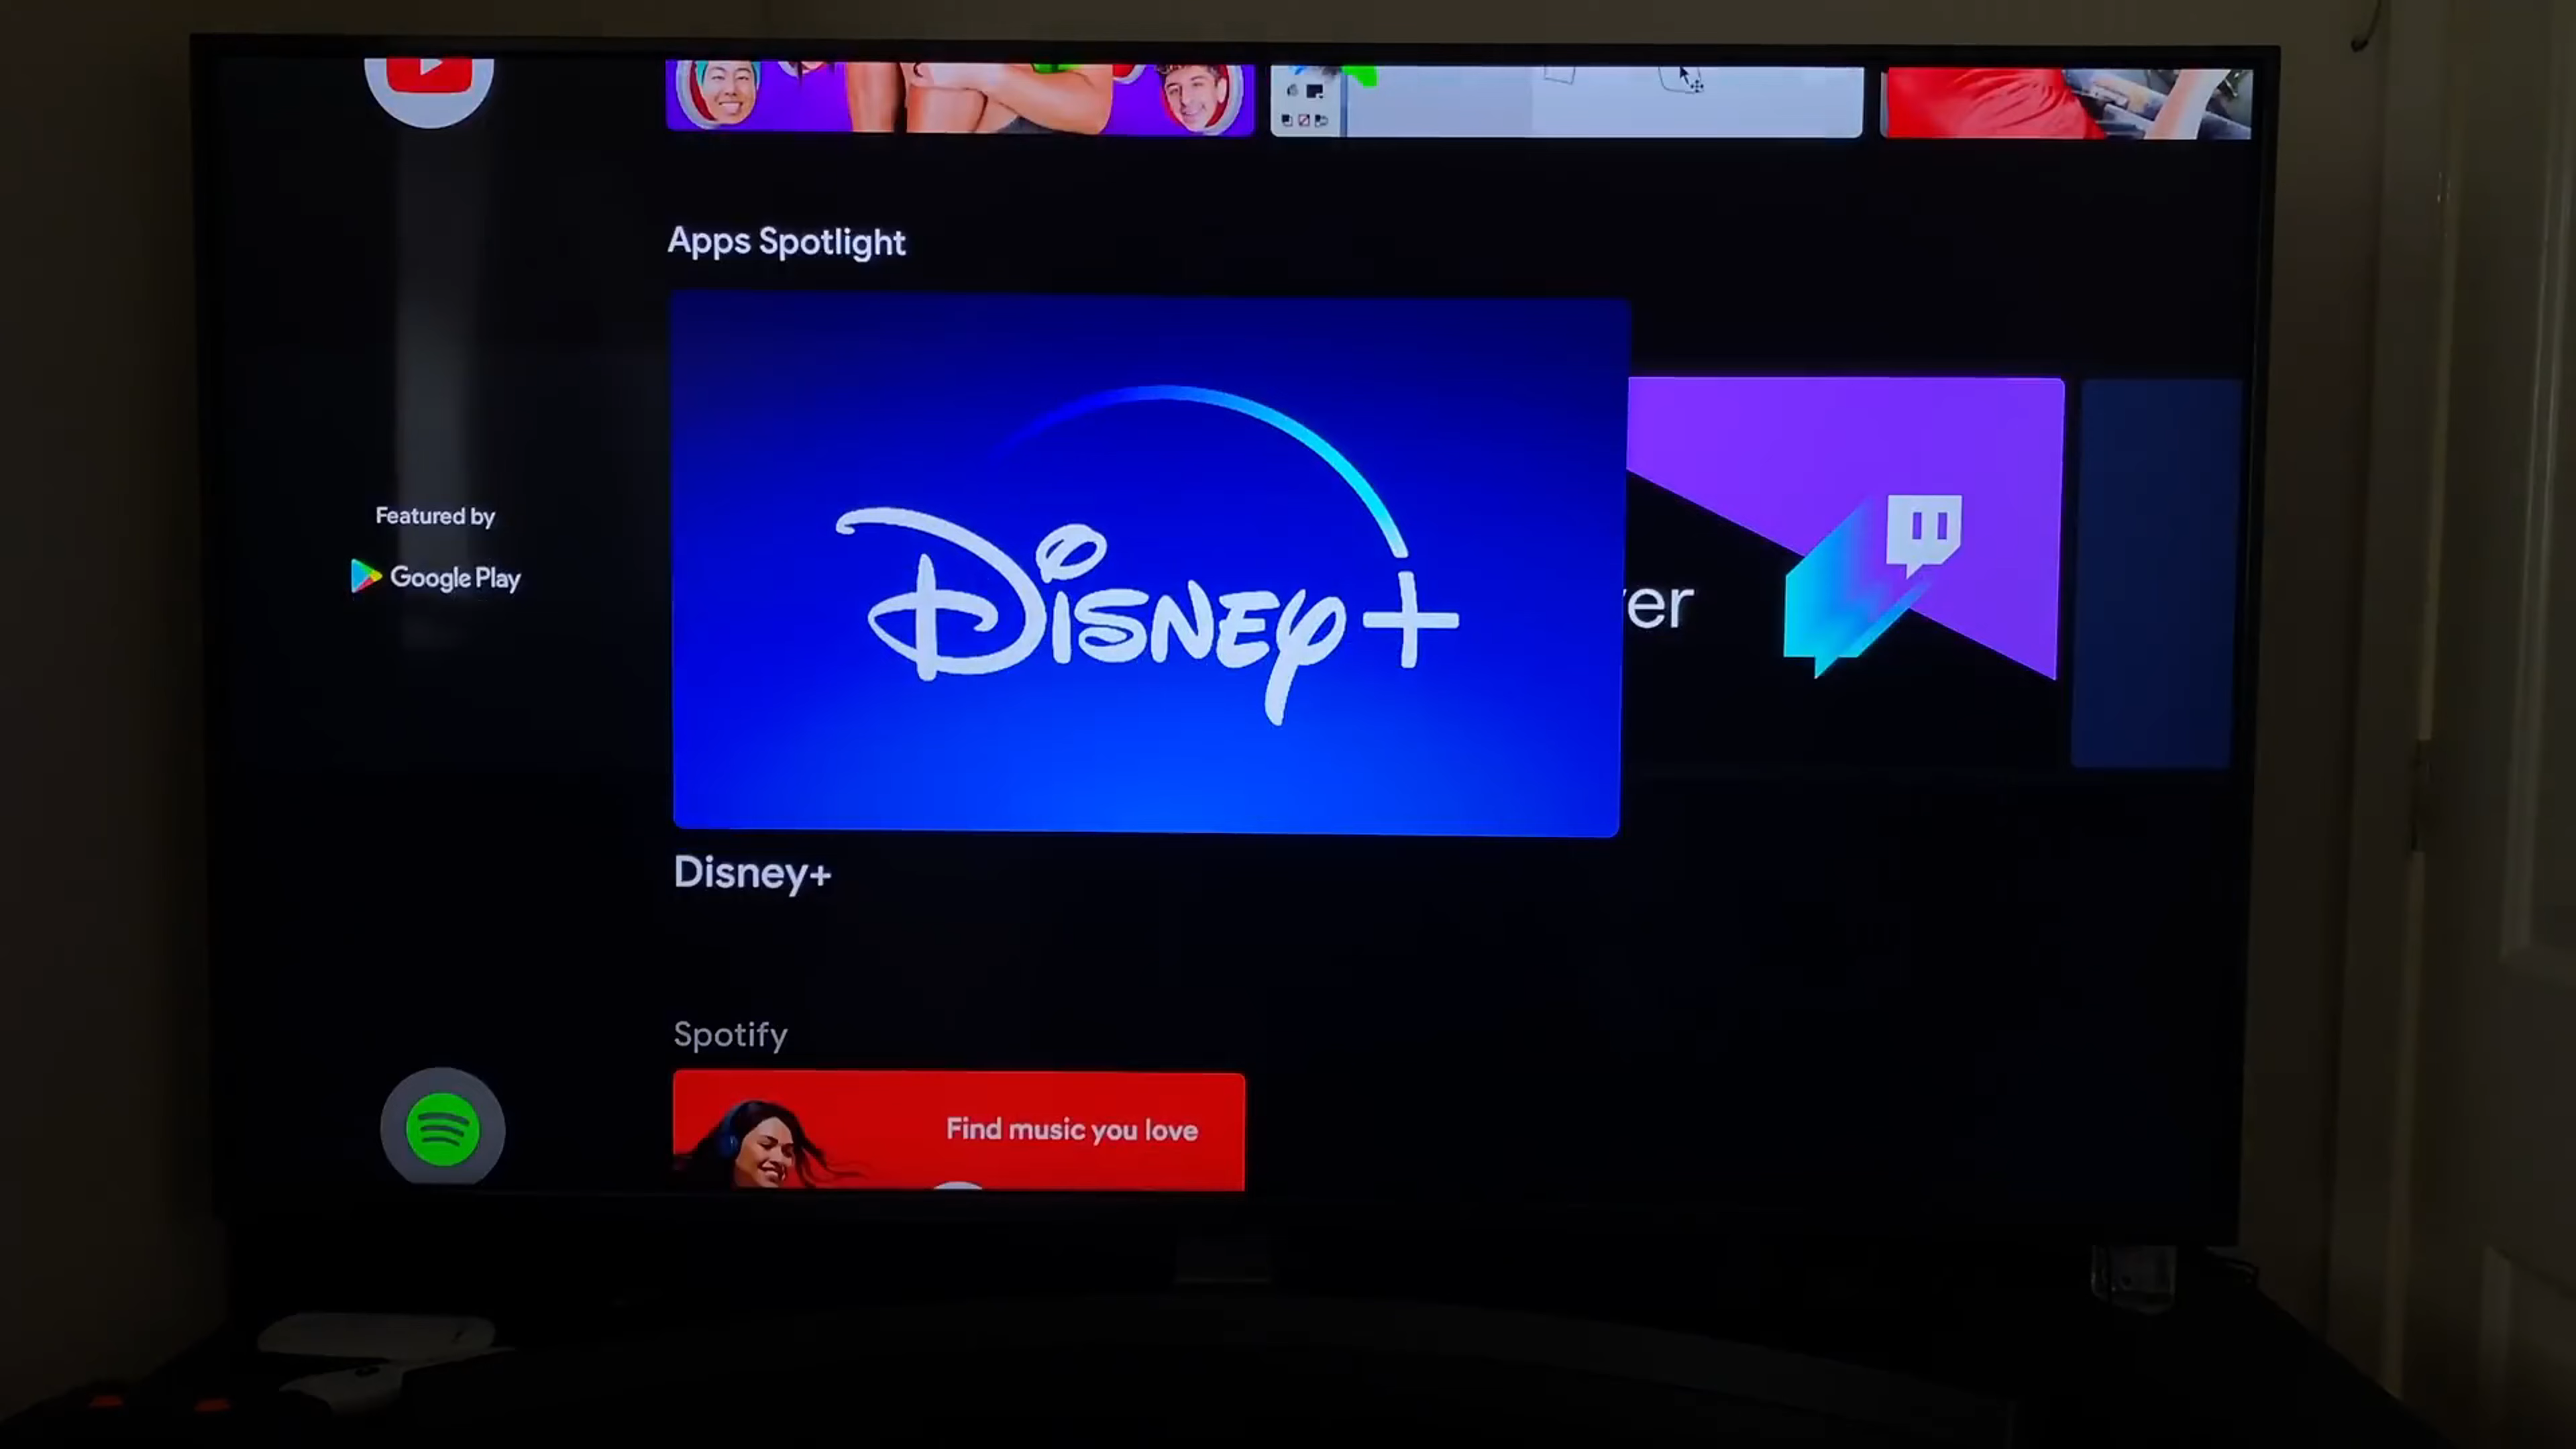 Apps Spotlight
Featured by
Google Play
Disney+
er
Disney+
Spotify
Find music you love